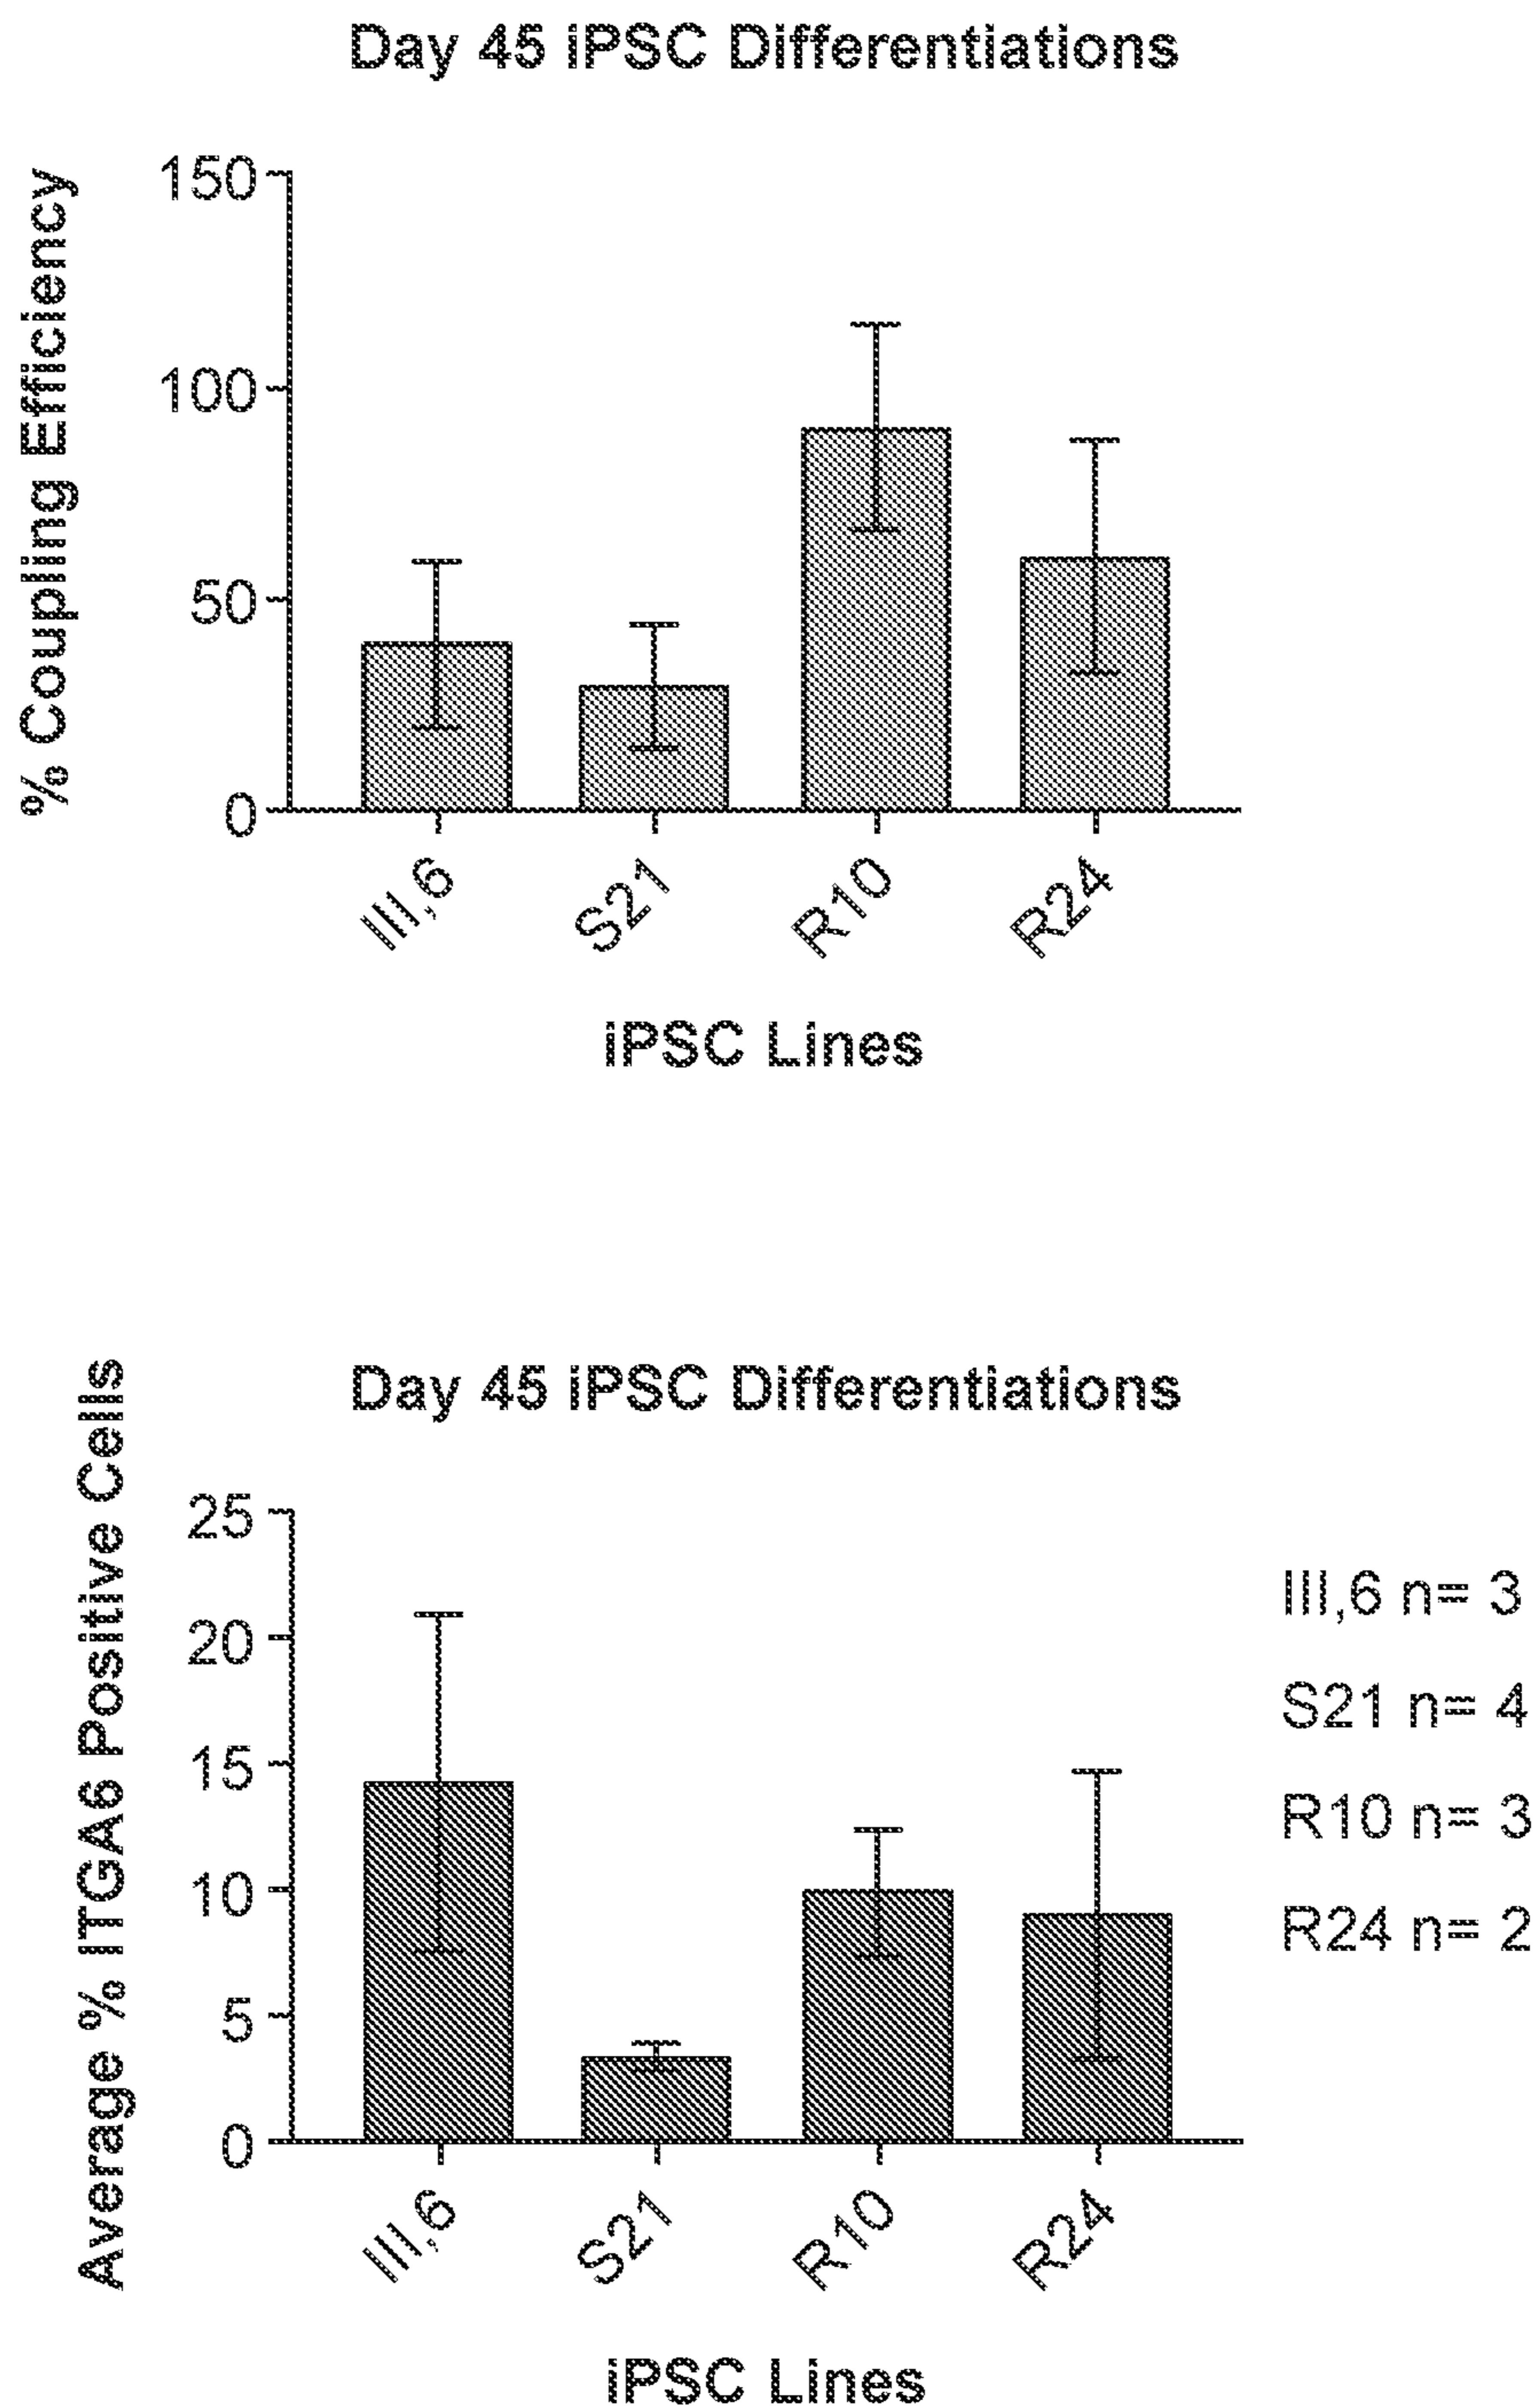 Day 45 iPSC Differentiations
% Coupling Efficiency
150
100
50
0
III,6
S21
R10
R24
iPSC Lines
Day 45 iPSC Differentiations
Average % ITGA6 Positive Cells
25
20
15
10
5
0
III,6
S21
R10
R24
iPSC Lines
III,6 n= 3
S21 n= 4
R10 n= 3
R24 n= 2